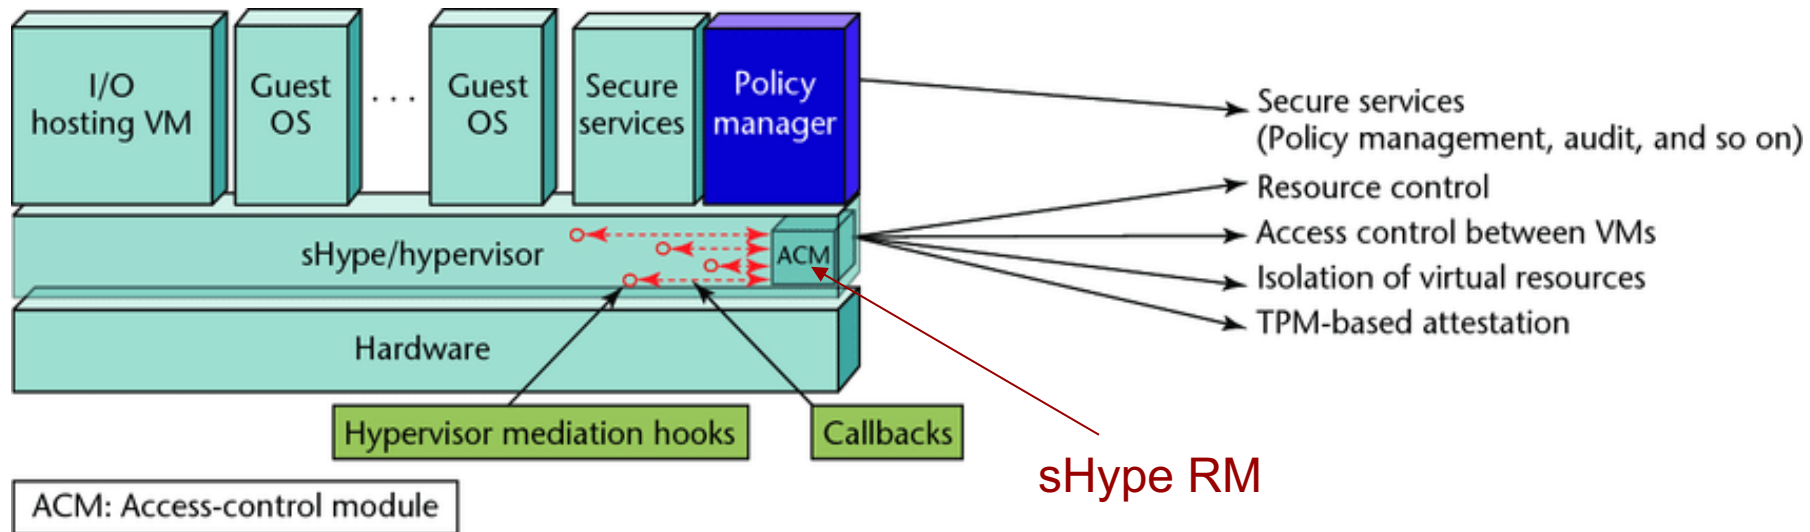 I/O
hosting VM
Guest
OS
. . .
Guest
OS
Secure
services
Policy
manager
Secure services
(Policy management, audit, and so on)
Resource control
Access control between VMs
Isolation of virtual resources
TPM-based attestation
sHype/hypervisor
ACM
Hardware
Hypervisor mediation hooks
Callbacks
sHype RM
ACM: Access-control module